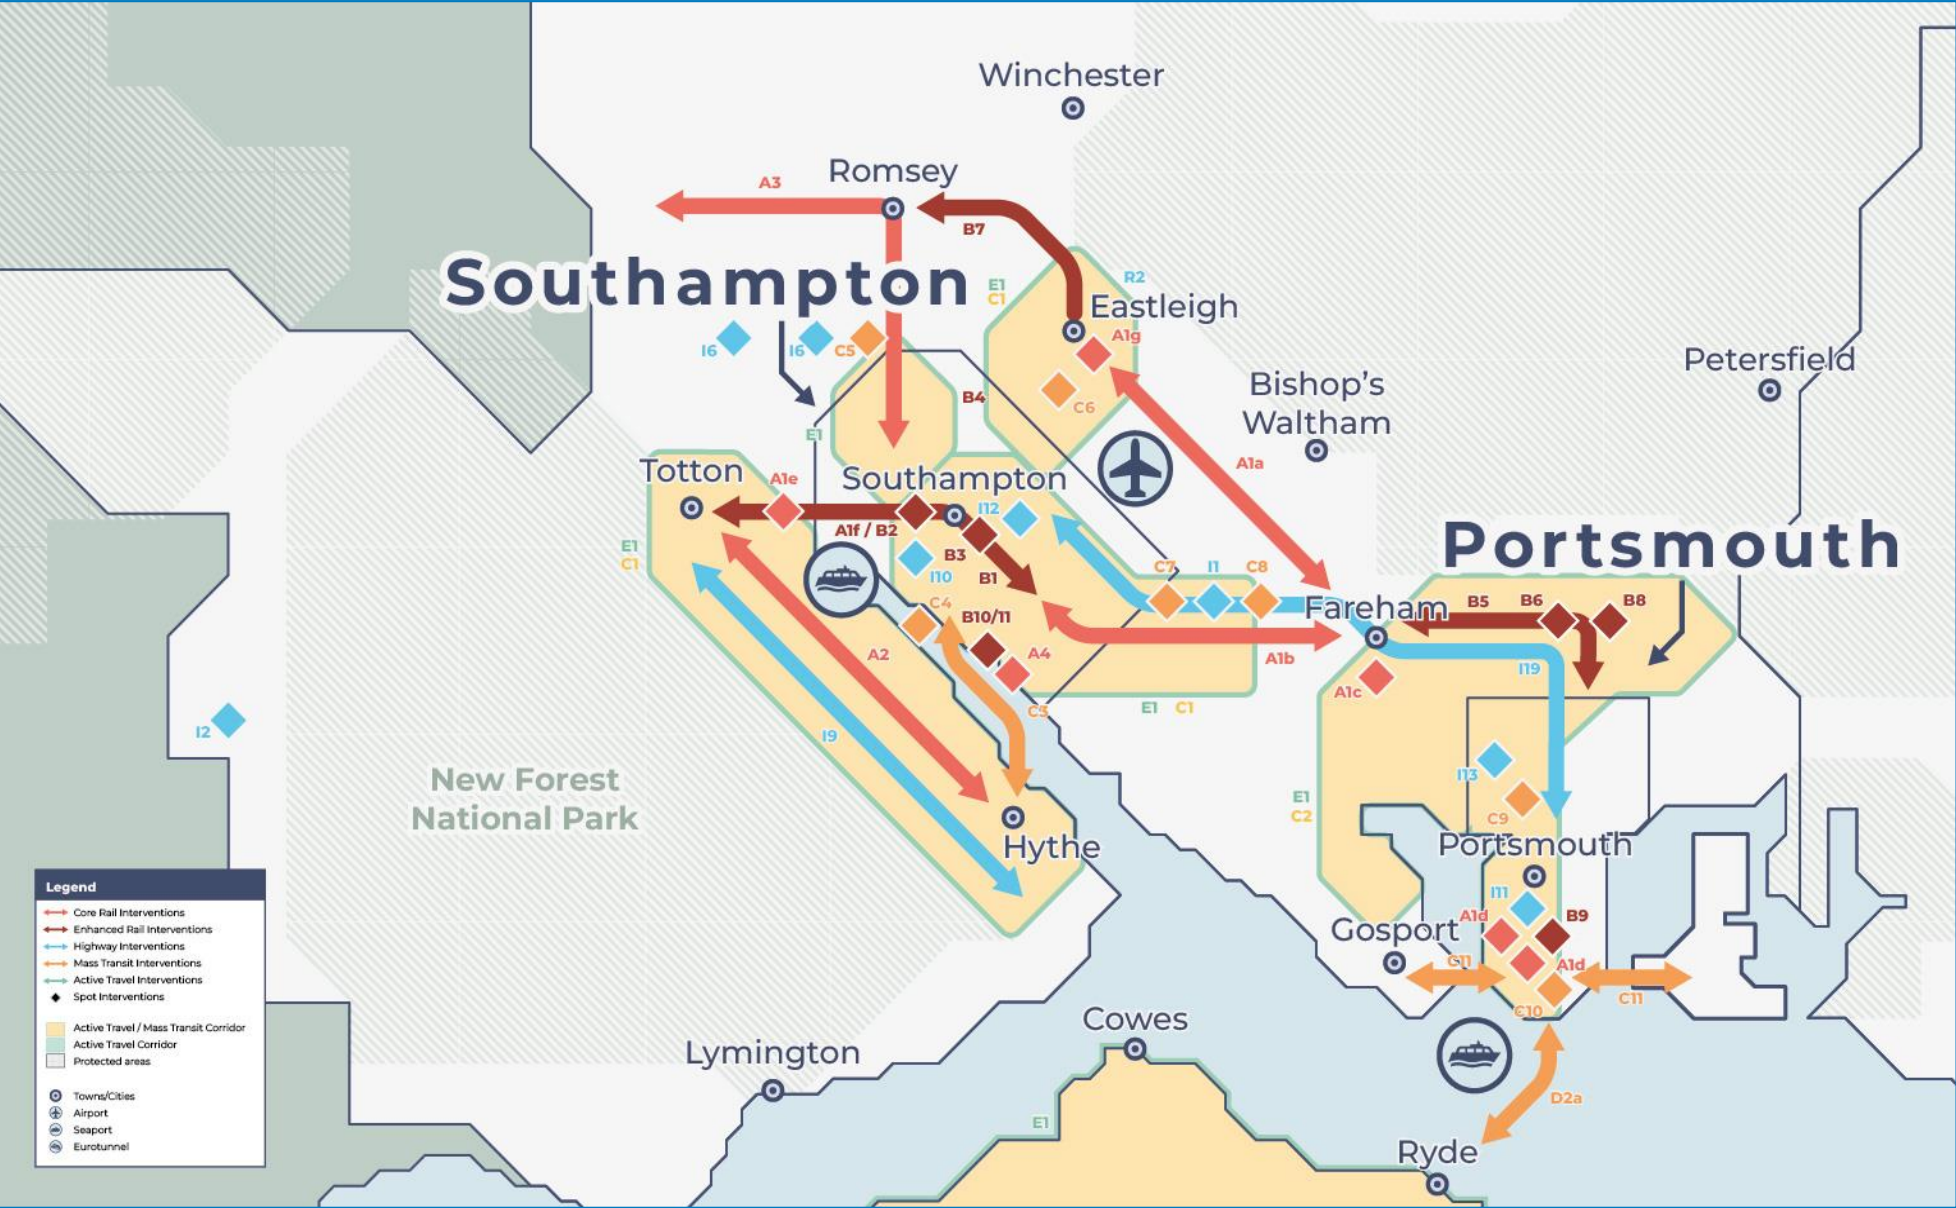 Winchester
Romsey
A3
B7
Southampton
E1
C1
R2
Eastleigh
A1g
I6
I6
C5
Petersfield
Bishop's
Waltham
B4
C6
E1
A1a
Totton
A1e
Southampton
I12
Portsmouth
A1f / B2
B3
E1
C1
B1
I10
C7
I1
C8
C4
B10/11
Fareham
B5
B6
B8
A2
A4
A1b
I19
A1c
C3
E1
C1
I2
I9
New Forest
National Park
I13
E1
C2
C9
Portsmouth
Hythe
I11
A1d
B9
Gosport
C11
A1d
C11
C10
Cowes
Lymington
D2a
E1
Ryde
Legend
Core Rail Interventions
Enhanced Rail Interventions
Highway Interventions
Mass Transit Interventions
Active Travel Interventions
Spot Interventions
Active Travel / Mass Transit Corridor
Active Travel Corridor
Protected areas
Towns/Cities
Airport
Seaport
Eurotunnel